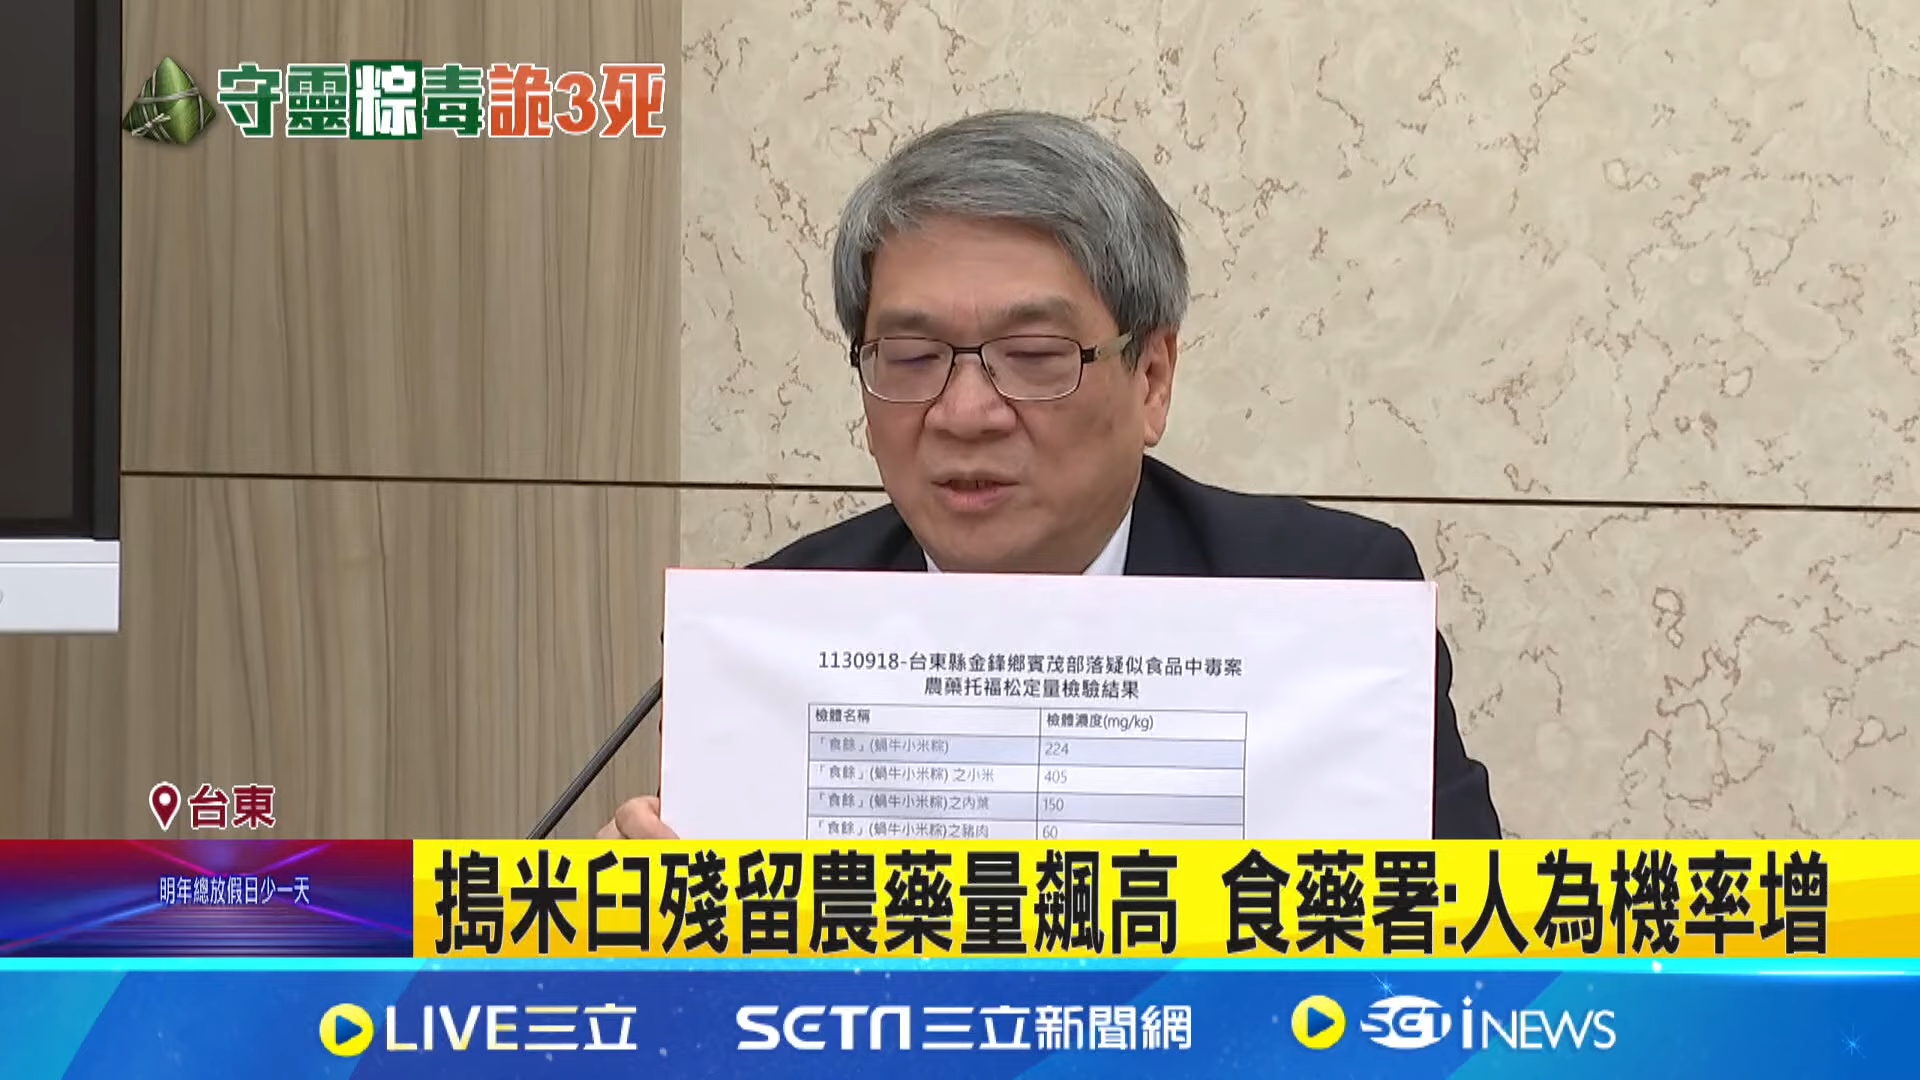 守靈粽毒詭3死
1130918-台東縣金鋒鄉賓茂部落疑似食品中毒案
農藥托福松定量檢驗結果
檢體名稱 檢體濃度(mg/kg)
「食餘」(蝸牛小米粽) 224
「食餘」(蝸牛小米粽) 之小米 405
「食餘」(蝸牛小米粽)之內葉 150
「食餘」(蝸牛小米粽)之豬肉 60
台東
明年總放假日少一天
搗米臼殘留農藥量飆高 食藥署:人為機率增
LIVE三立
SETN三立新聞網
SET iNEWS